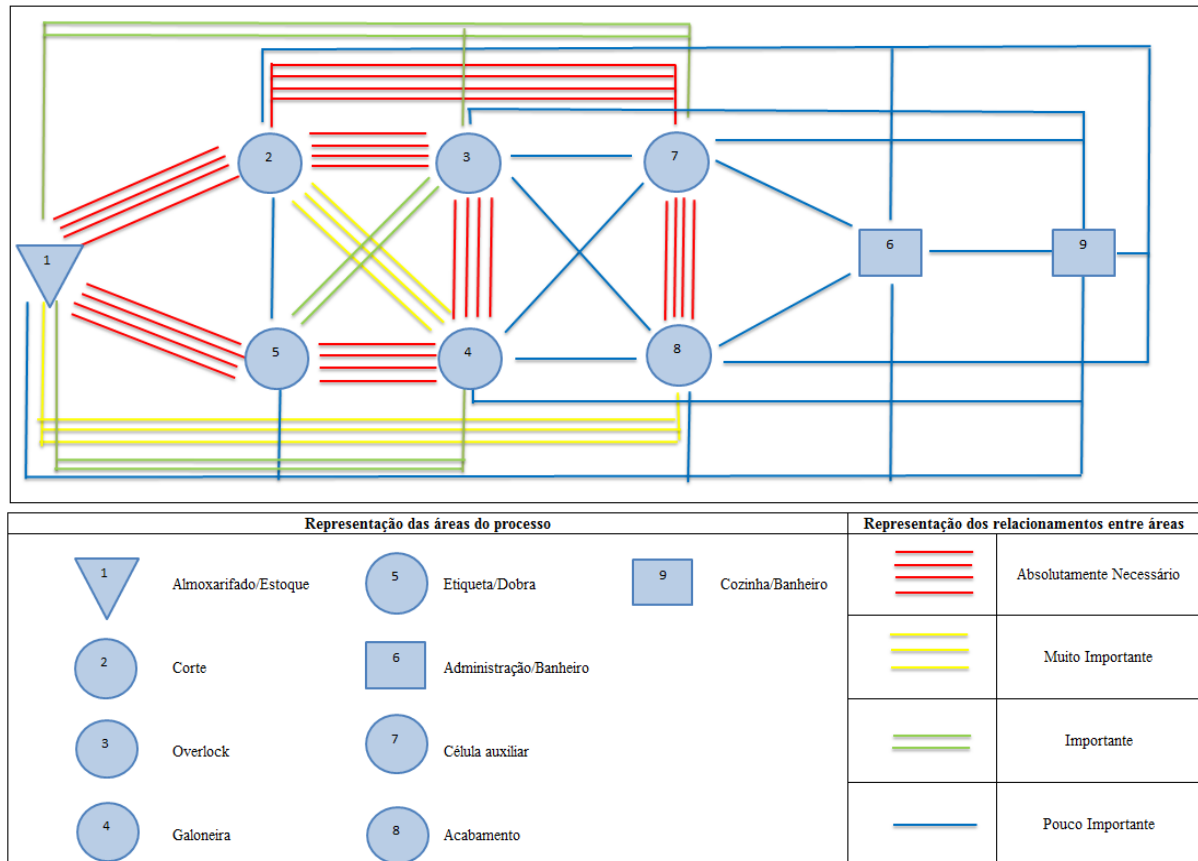 2
3
7
1
6
9
5
4
8
Representação das áreas do processo
Representação dos relacionamentos entre áreas
1
Almoxarifado/Estoque
5
Etiqueta/Dobra
9
Cozinha/Banheiro
Absolutamente Necessário
2
Corte
6
Administração/Banheiro
Muito Importante
3
Overlock
7
Célula auxiliar
Importante
4
Galoneira
8
Acabamento
Pouco Importante